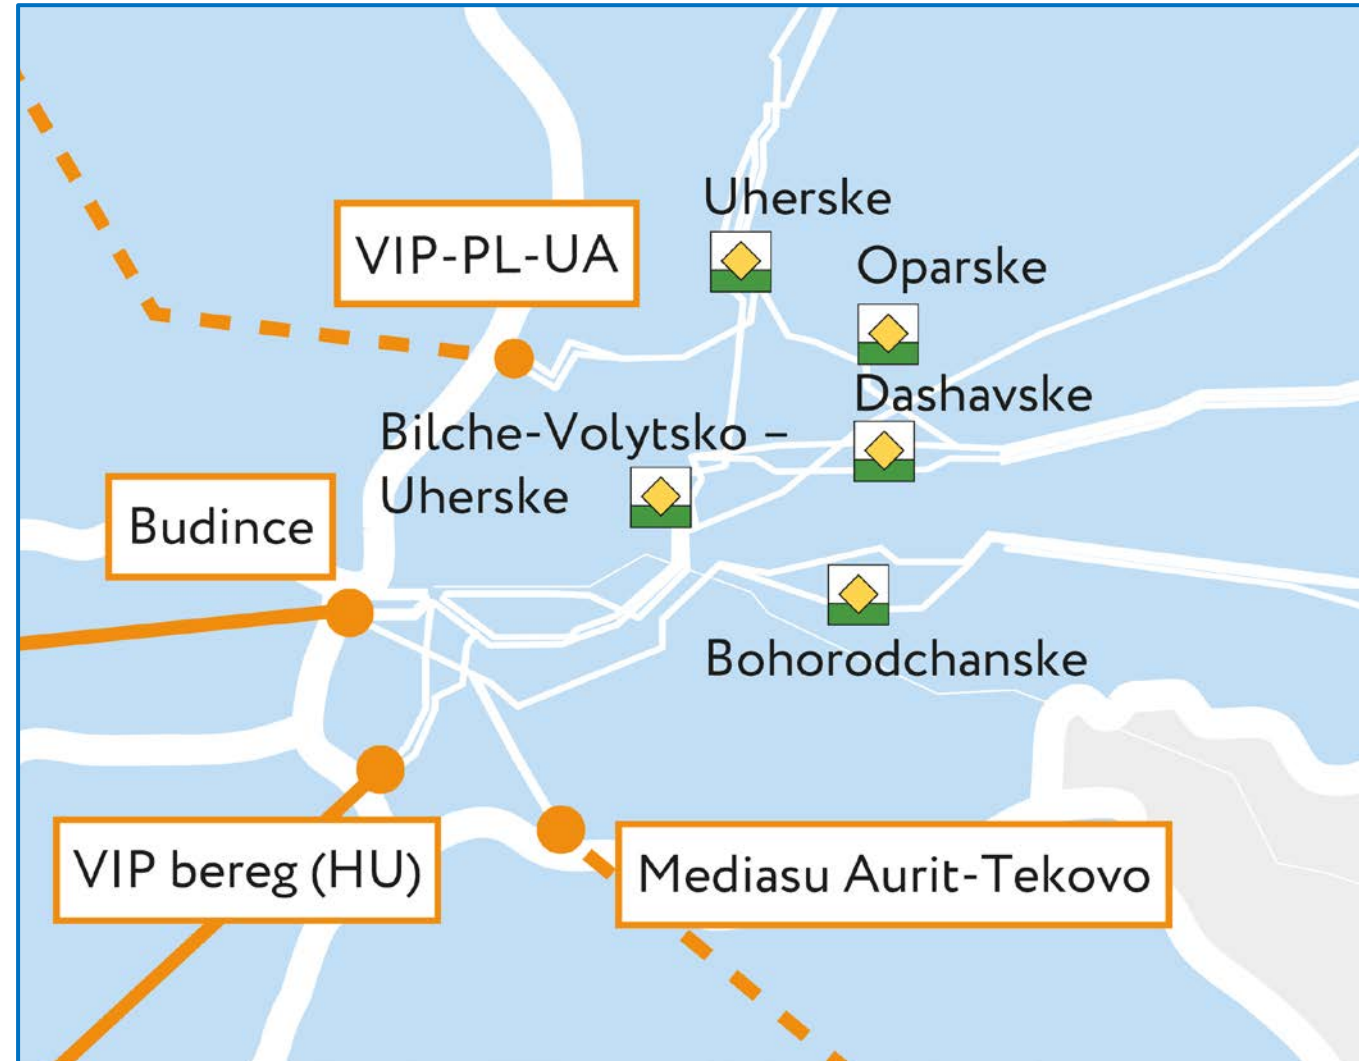 Uherske
VIP-PL-UA
Oparske
Dashavske
Bilche-Volytsko –
Uherske
Budince
Bohorodchanske
VIP bereg (HU)
Mediasu Aurit-Tekovo